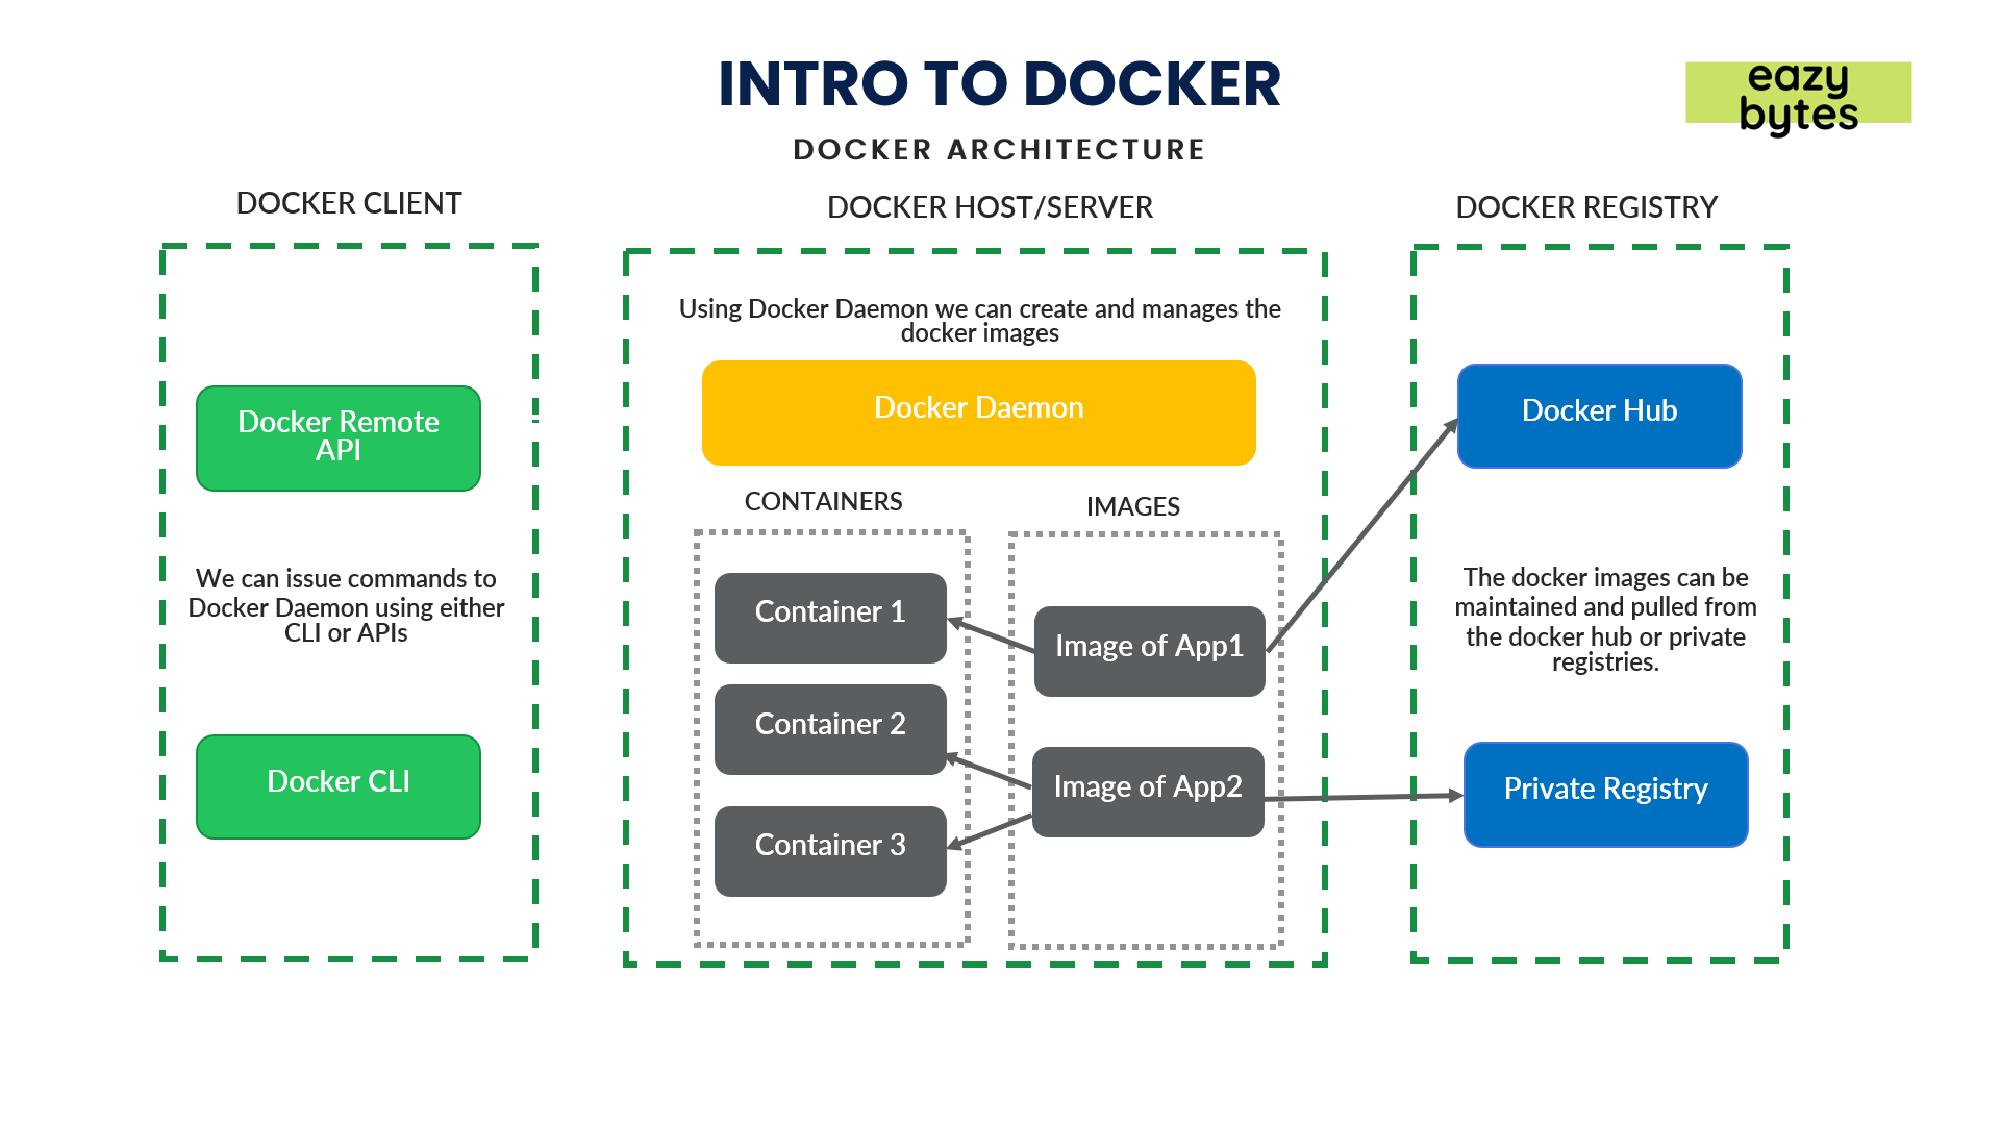 INTRO TO DOCKER
eazy
bytes
DOCKER ARCHITECTURE
DOCKER CLIENT
DOCKER HOST/SERVER
DOCKER REGISTRY
Docker Remote
API
We can issue commands to
Docker Daemon using either
CLI or APIs
Docker CLI
Using Docker Daemon we can create and manages the
docker images
Docker Daemon
CONTAINERS
IMAGES
Container 1
Container 2
Container 3
Image of App1
Image of App2
Docker Hub
The docker images can be
maintained and pulled from
the docker hub or private
registries.
Private Registry